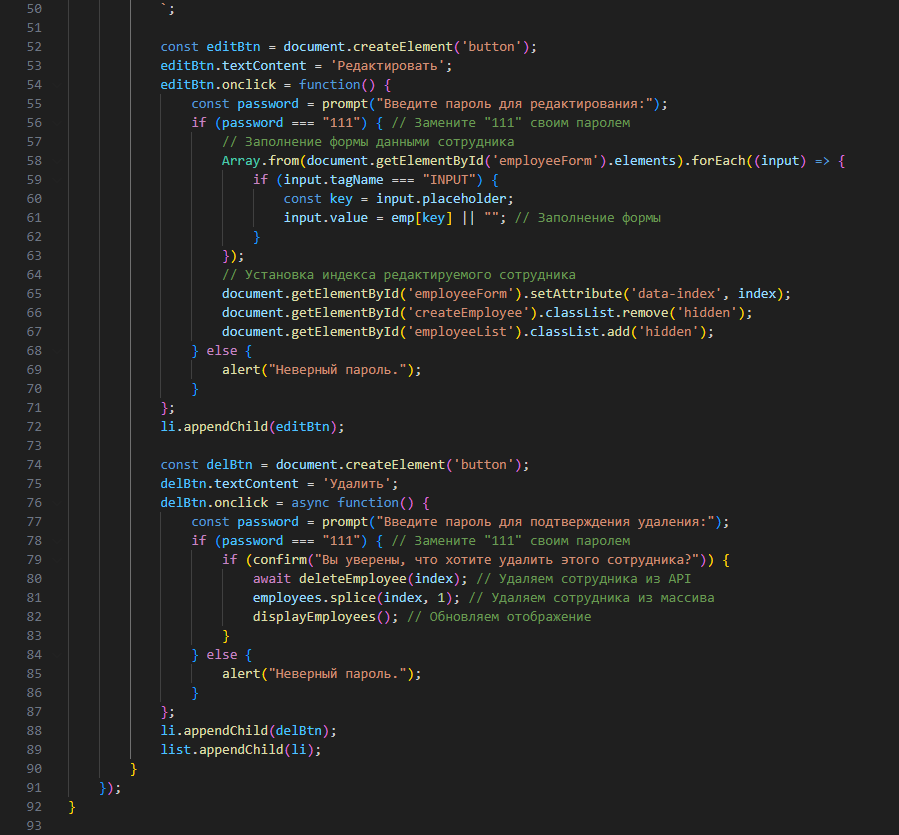 50 `;
51
52 const editBtn = document.createElement('button');
53 editBtn.textContent = 'Редактировать';
54 editBtn.onclick = function() {
55 const password = prompt("Введите пароль для редактирования:");
56 if (password === "111") { // Замените "111" своим паролем
57 // Заполнение формы данными сотрудника
58 Array.from(document.getElementById('employeeForm').elements).forEach((input) => {
59 if (input.tagName === "INPUT") {
60 const key = input.placeholder;
61 input.value = emp[key] || ""; // Заполнение формы
62 }
63 });
64 // Установка индекса редактируемого сотрудника
65 document.getElementById('employeeForm').setAttribute('data-index', index);
66 document.getElementById('createEmployee').classList.remove('hidden');
67 document.getElementById('employeeList').classList.add('hidden');
68 } else {
69 alert("Неверный пароль.");
70 }
71 };
72 li.appendChild(editBtn);
73
74 const delBtn = document.createElement('button');
75 delBtn.textContent = 'Удалить';
76 delBtn.onclick = async function() {
77 const password = prompt("Введите пароль для подтверждения удаления:");
78 if (password === "111") { // Замените "111" своим паролем
79 if (confirm("Вы уверены, что хотите удалить этого сотрудника?")) {
80 await deleteEmployee(index); // Удаляем сотрудника из API
81 employees.splice(index, 1); // Удаляем сотрудника из массива
82 displayEmployees(); // Обновляем отображение
83 }
84 } else {
85 alert("Неверный пароль.");
86 }
87 };
88 li.appendChild(delBtn);
89 list.appendChild(li);
90 }
91 });
92 }
93